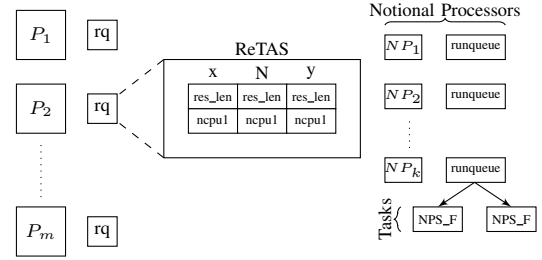 Notional Processors
P1 rq NP1 runqueue
ReTAS
x N y
P2 rq res_len res_len res_len NP2 runqueue
ncpu1 ncpu1 ncpu1
NPk runqueue
Pm rq Tasks NPS_F NPS_F